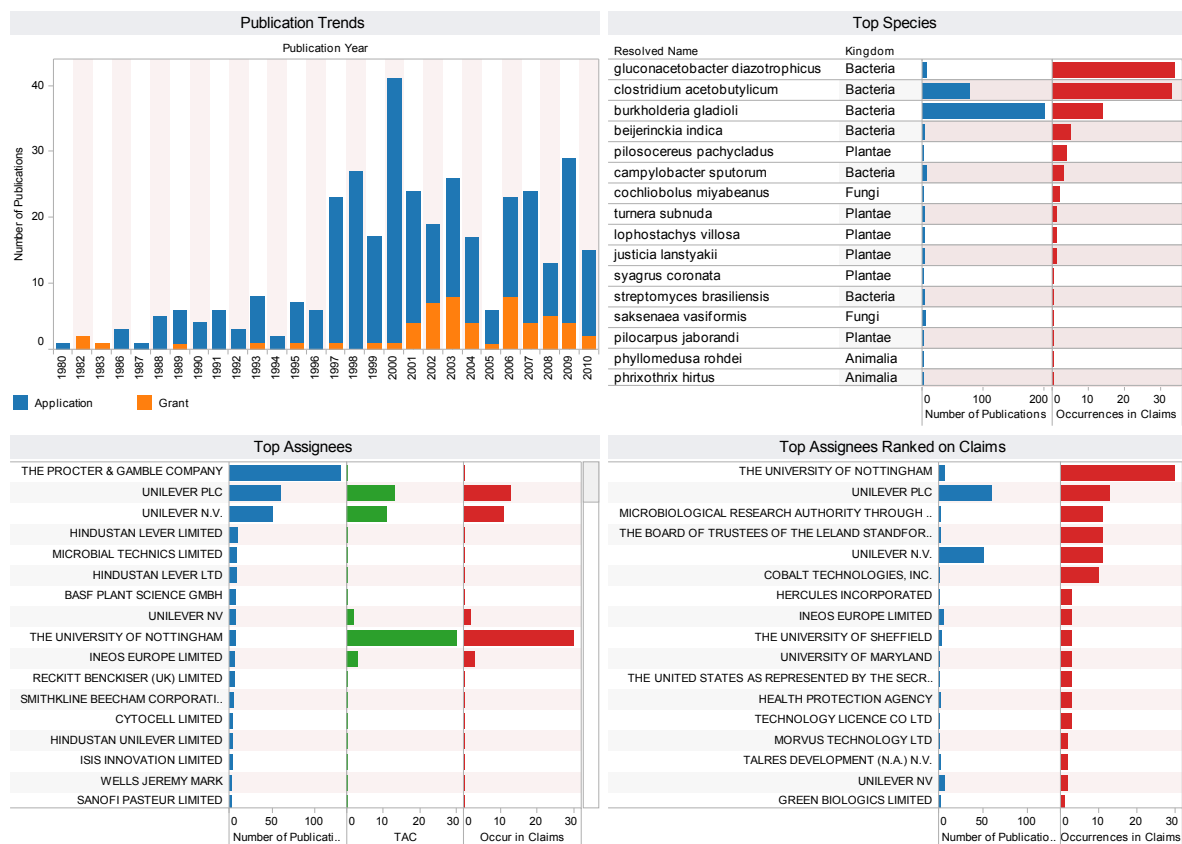 Publication Trends
Publication Year
Number of Publications
40
30
20
10
0
1980
1982
1983
1986
1987
1988
1989
1990
1991
1992
1993
1994
1995
1996
1997
1998
1999
2000
2001
2002
2003
2004
2005
2006
2007
2008
2009
2010
Application Grant
Top Species
Resolved Name Kingdom
gluconacetobacter diazotrophicus Bacteria
clostridium acetobutylicum Bacteria
burkholderia gladioli Bacteria
beijerinckia indica Bacteria
pilosocereus pachycladus Plantae
campylobacter sputorum Bacteria
cochliobolus miyabeanus Fungi
turnera subnuda Plantae
lophostachys villosa Plantae
justicia lanstyakii Plantae
syagrus coronata Plantae
streptomyces brasiliensis Bacteria
saksenaea vasiformis Fungi
pilocarpus jaborandi Plantae
phyllomedusa rohdei Animalia
phrixothrix hirtus Animalia
0 100 200 0 10 20 30
Number of Publications Occurrences in Claims
Top Assignees
THE PROCTER & GAMBLE COMPANY
UNILEVER PLC
UNILEVER N.V.
HINDUSTAN LEVER LIMITED
MICROBIAL TECHNICS LIMITED
HINDUSTAN LEVER LTD
BASF PLANT SCIENCE GMBH
UNILEVER NV
THE UNIVERSITY OF NOTTINGHAM
INEOS EUROPE LIMITED
RECKITT BENCKISER (UK) LIMITED
SMITHKLINE BEECHAM CORPORATI..
CYTOCELL LIMITED
HINDUSTAN UNILEVER LIMITED
ISIS INNOVATION LIMITED
WELLS JEREMY MARK
SANOFI PASTEUR LIMITED
0 50 100 0 10 20 30 0 10 20 30
Number of Publicati.. TAC Occur in Claims
Top Assignees Ranked on Claims
THE UNIVERSITY OF NOTTINGHAM
UNILEVER PLC
MICROBIOLOGICAL RESEARCH AUTHORITY THROUGH ..
THE BOARD OF TRUSTEES OF THE LELAND STANDFOR..
UNILEVER N.V.
COBALT TECHNOLOGIES, INC.
HERCULES INCORPORATED
INEOS EUROPE LIMITED
THE UNIVERSITY OF SHEFFIELD
UNIVERSITY OF MARYLAND
THE UNITED STATES AS REPRESENTED BY THE SECR..
HEALTH PROTECTION AGENCY
TECHNOLOGY LICENCE CO LTD
MORVUS TECHNOLOGY LTD
TALRES DEVELOPMENT (N.A.) N.V.
UNILEVER NV
GREEN BIOLOGICS LIMITED
0 50 100 0 10 20 30
Number of Publicatio.. Occurrences in Claims